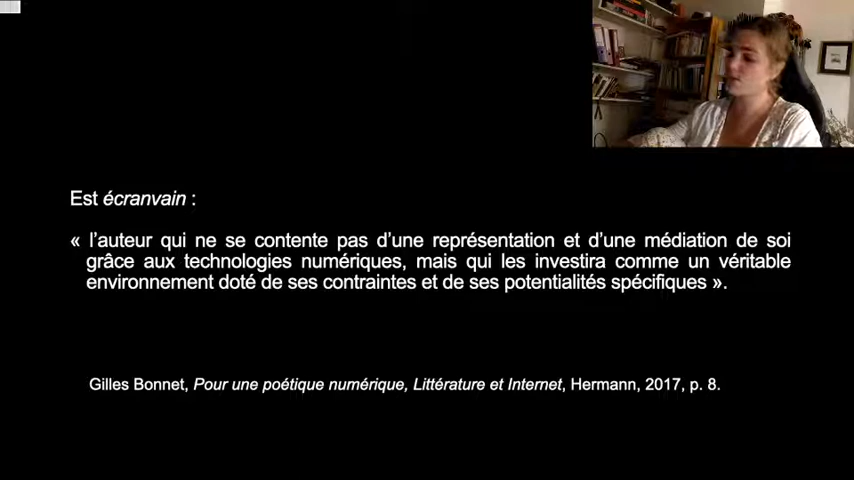 Est écranvain :
« l’auteur qui ne se contente pas d’une représentation et d’une médiation de soi
grâce aux technologies numériques, mais qui les investira comme un véritable
environnement doté de ses contraintes et de ses potentialités spécifiques ».
Gilles Bonnet, Pour une poétique numérique, Littérature et Internet, Hermann, 2017, p. 8.